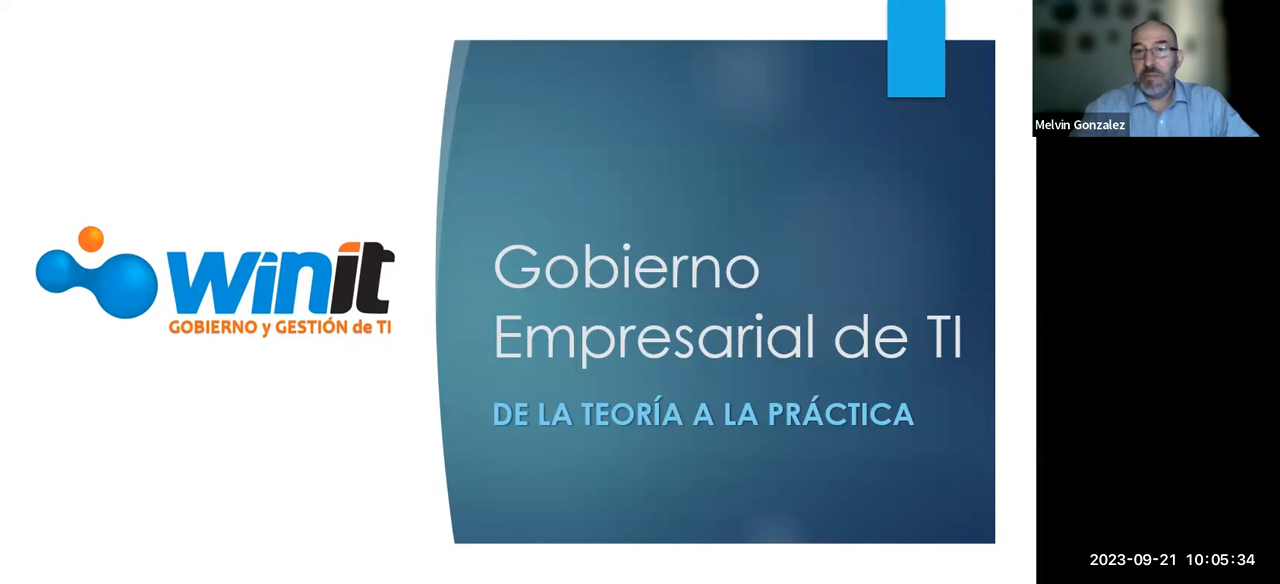 winit
GOBIERNO y GESTIÓN de TI
Gobierno
Empresarial de TI
DE LA TEORÍA A LA PRÁCTICA
Melvin Gonzalez
2023-09-21 10:05:34